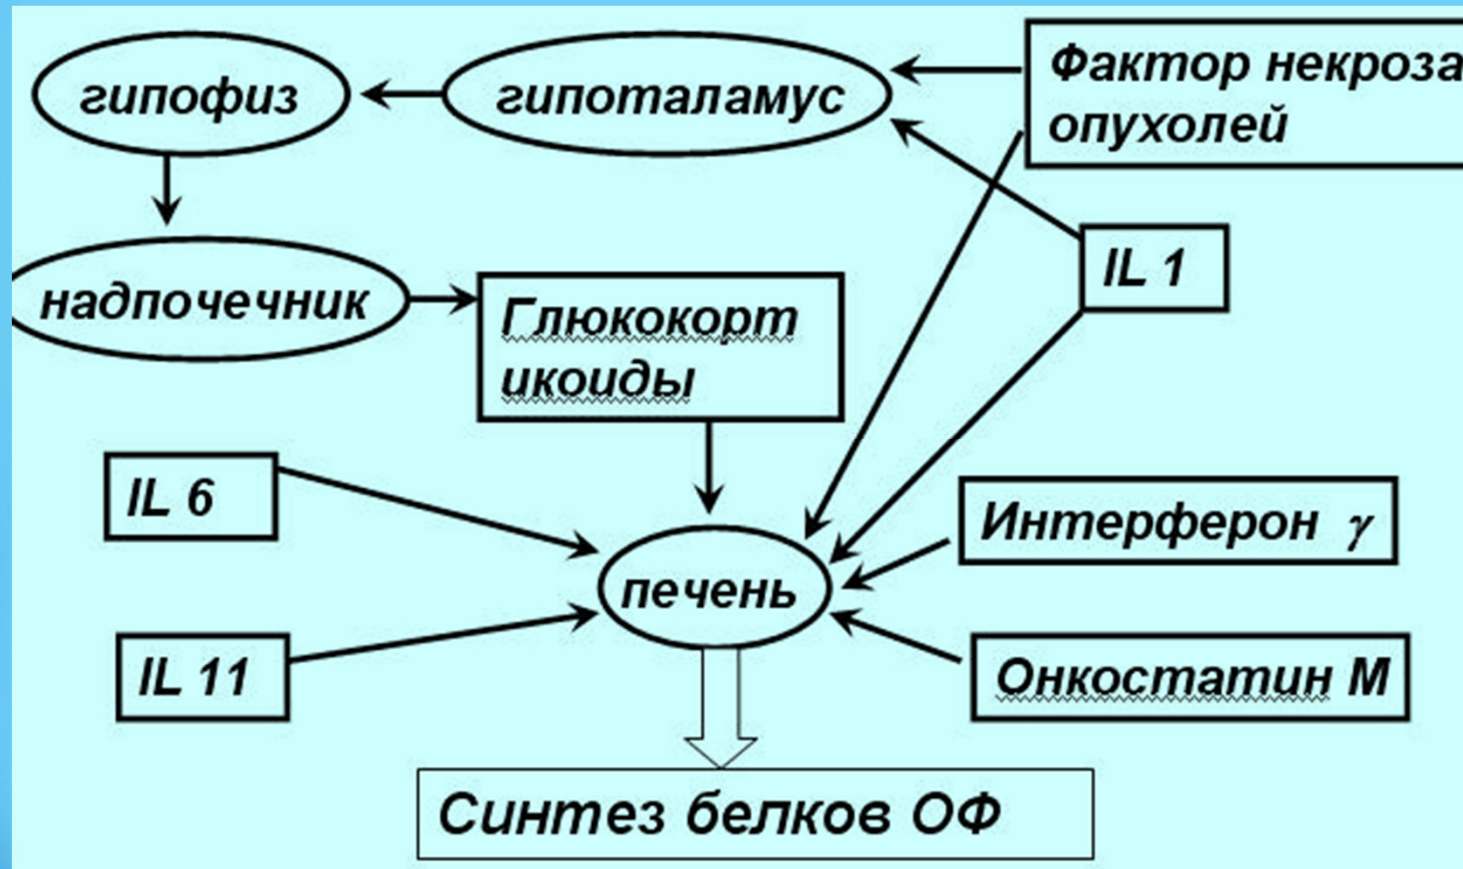 гипофиз
гипоталамус
Фактор некроза
опухолей
IL 1
надпочечник
Глюкокорт
икоиды
IL 6
Интерферон γ
печень
IL 11
Онкостатин М
Синтез белков ОФ